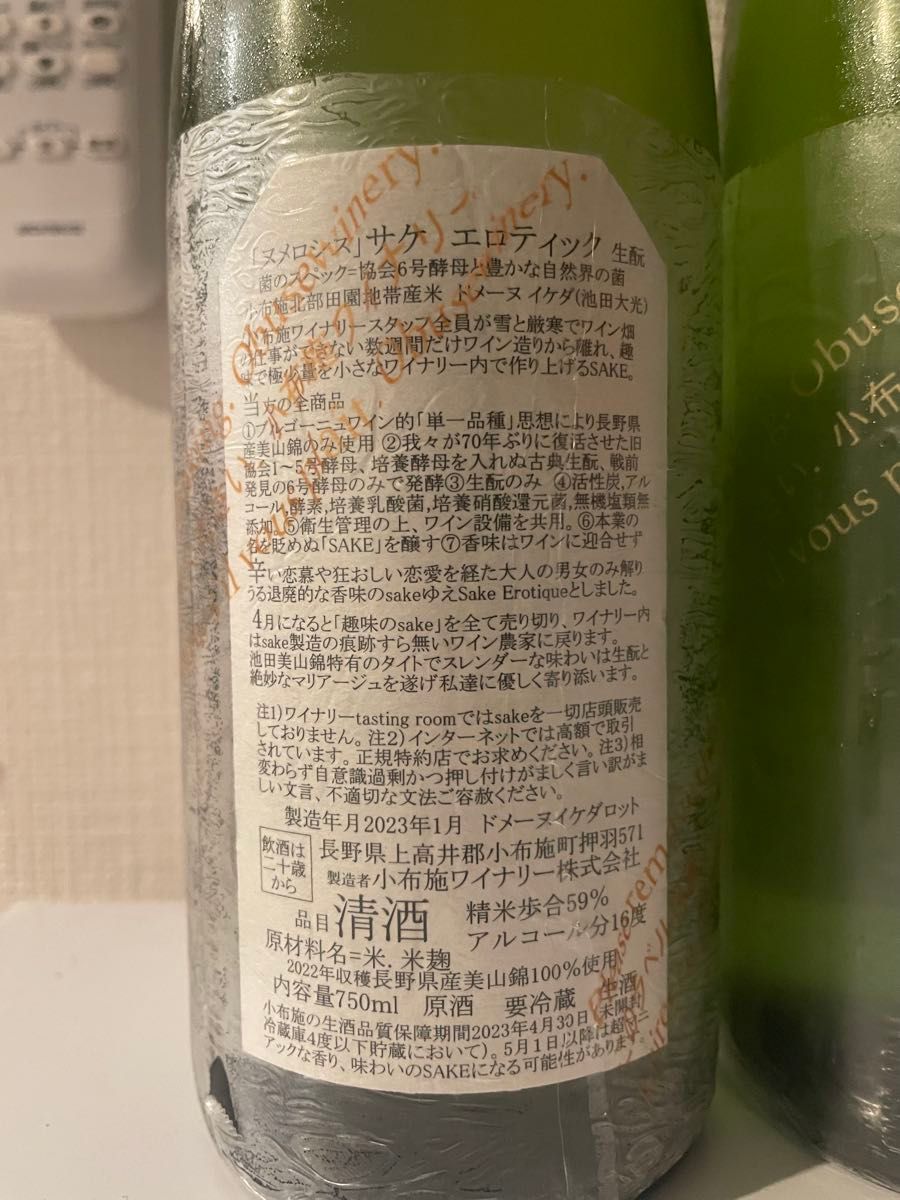 「ヌメロシス」サケ エロティック 生酛
菌のスペック=協会6号酵母と豊かな自然界の菌
小布施北部田園地帯産米 ドメーヌ イケダ(池田大光)
小布施ワイナリースタッフ全員が雪と厳寒でワイン畑
仕事ができない数週間だけワイン造りから離れ、趣
味で極少量を小さなワイナリー内で作り上げるSAKE。
当方の全商品
①ブルゴーニュワイン的「単一品種」思想により長野県
産美山錦のみ使用 ②我々が70年ぶりに復活させた旧
協会1〜5号酵母、培養酵母を入れぬ古典生酛、戦前
発見の6号酵母のみで発酵③生酛のみ ④活性炭,アル
コール,酵素,培養乳酸菌,培養硝酸還元菌,無機塩類無
添加 ⑤衛生管理の上、ワイン設備を共用。⑥本業の
名を貶めぬ「SAKE」を醸す⑦香味はワインに迎合せず
辛い恋慕や狂おしい恋愛を経た大人の男女のみ解り
うる退廃的な香味のsakeゆえSake Erotiqueとしました。
4月になると「趣味のsake」を全て売り切り、ワイナリー内
はsake製造の痕跡すら無いワイン農家に戻ります。
池田美山錦特有のタイトでスレンダーな味わいは生酛と
絶妙なマリアージュを遂げ私達に優しく寄り添います。
注1)ワイナリーtasting roomではsakeを一切店頭販売
しておりません。注2)インターネットでは高額で取引
されています。正規特約店でお求めください。注3)相
変わらず自意識過剰かつ押し付けがましく言い訳がま
しい文言、不適切な文法ご容赦ください。
製造年月2023年1月 ドメーヌイケダロット
飲酒は
二十歳
から
長野県上高井郡小布施町押羽571
製造者 小布施ワイナリー株式会社
品目 清酒 精米歩合59%
アルコール分16度
原材料名=米.米麹
2022年収穫長野県産美山錦100%使用
内容量750ml 原酒 要冷蔵 生酒
小布施の生酒品質保障期間2023年4月30日(未開封
冷蔵庫4度以下貯蔵において)。5月1日以降は超マニ
アックな香り、味わいのSAKEになる可能性があります。
Obusewinery.
Obusewinery.
Obuse
小布
vous